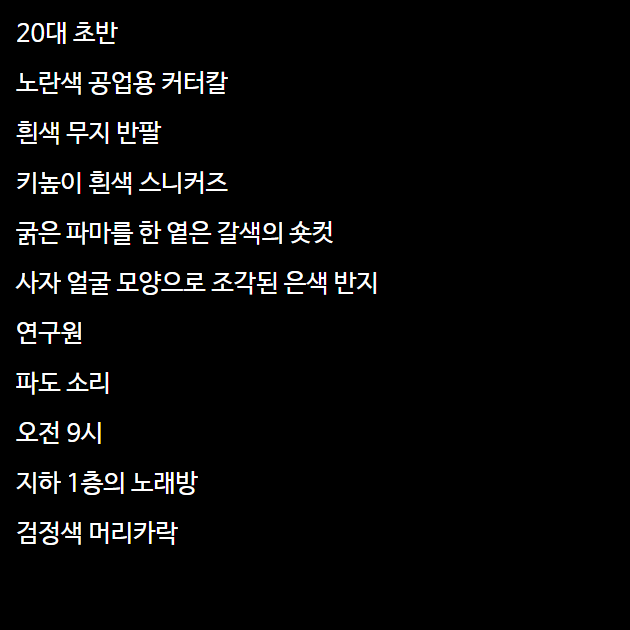 20대 초반
노란색 공업용 커터칼
흰색 무지 반팔
키높이 흰색 스니커즈
굵은 파마를 한 옅은 갈색의 숏컷
사자 얼굴 모양으로 조각된 은색 반지
연구원
파도 소리
오전 9시
지하 1층의 노래방
검정색 머리카락